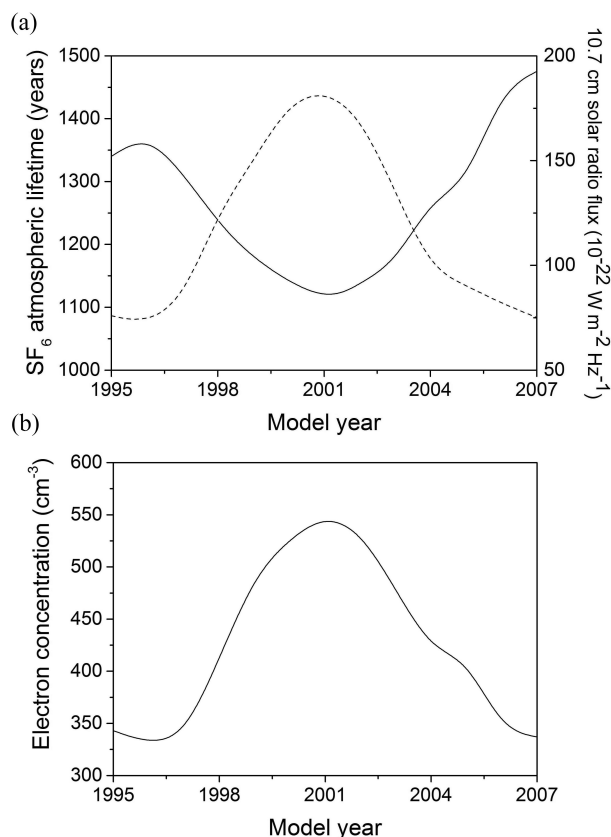 (a)
1500
1400
1300
1200
1100
1000
SF₆ atmospheric lifetime (years)
200
150
100
50
10.7 cm solar radio flux (10⁻²² W m⁻² Hz⁻¹)
1995 1998 2001 2004 2007
Model year
(b)
600
550
500
450
400
350
300
Electron concentration (cm⁻³)
1995 1998 2001 2004 2007
Model year